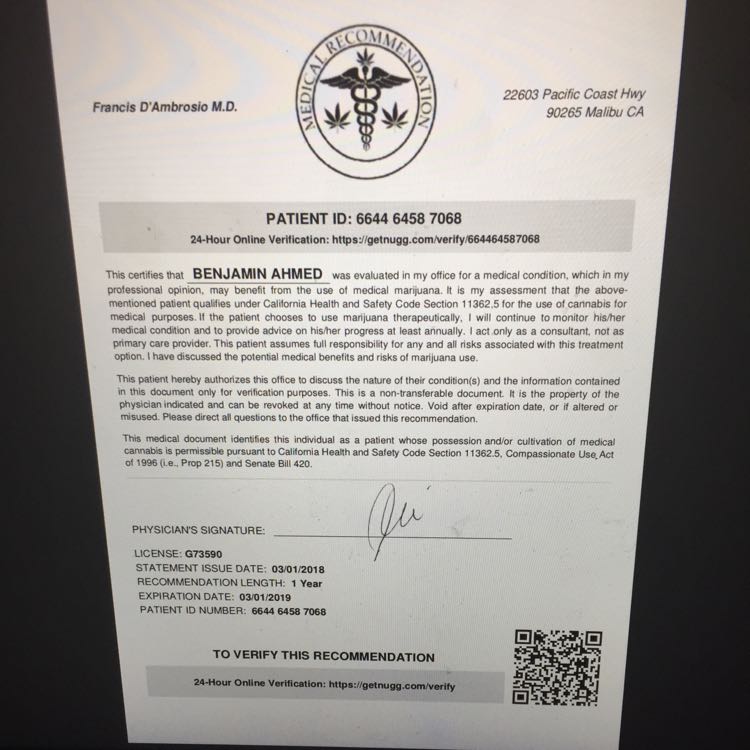 MEDICAL RECOMMENDATION
Francis D'Ambrosio M.D.
22603 Pacific Coast Hwy
90265 Malibu CA
PATIENT ID: 6644 6458 7068
24-Hour Online Verification: https://getnugg.com/verify/664464587068
This certifies that BENJAMIN AHMED was evaluated in my office for a medical condition, which in my
professional opinion, may benefit from the use of medical marijuana. It is my assessment that the above-
mentioned patient qualifies under California Health and Safety Code Section 11362.5 for the use of cannabis for
medical purposes. If the patient chooses to use marijuana therapeutically, I will continue to monitor his/her
medical condition and to provide advice on his/her progress at least annually. I act only as a consultant, not as
primary care provider. This patient assumes full responsibility for any and all risks associated with this treatment
option. I have discussed the potential medical benefits and risks of marijuana use.
This patient hereby authorizes this office to discuss the nature of their condition(s) and the information contained
in this document only for verification purposes. This is a non-transferable document. It is the property of the
physician indicated and can be revoked at any time without notice. Void after expiration date, or if altered or
misused. Please direct all questions to the office that issued this recommendation.
This medical document identifies this individual as a patient whose possession and/or cultivation of medical
cannabis is permissible pursuant to California Health and Safety Code Section 11362.5, Compassionate Use Act
of 1996 (i.e., Prop 215) and Senate Bill 420.
PHYSICIAN'S SIGNATURE:
LICENSE: G73590
STATEMENT ISSUE DATE: 03/01/2018
RECOMMENDATION LENGTH: 1 Year
EXPIRATION DATE: 03/01/2019
PATIENT ID NUMBER: 6644 6458 7068
TO VERIFY THIS RECOMMENDATION
24-Hour Online Verification: https://getnugg.com/verify